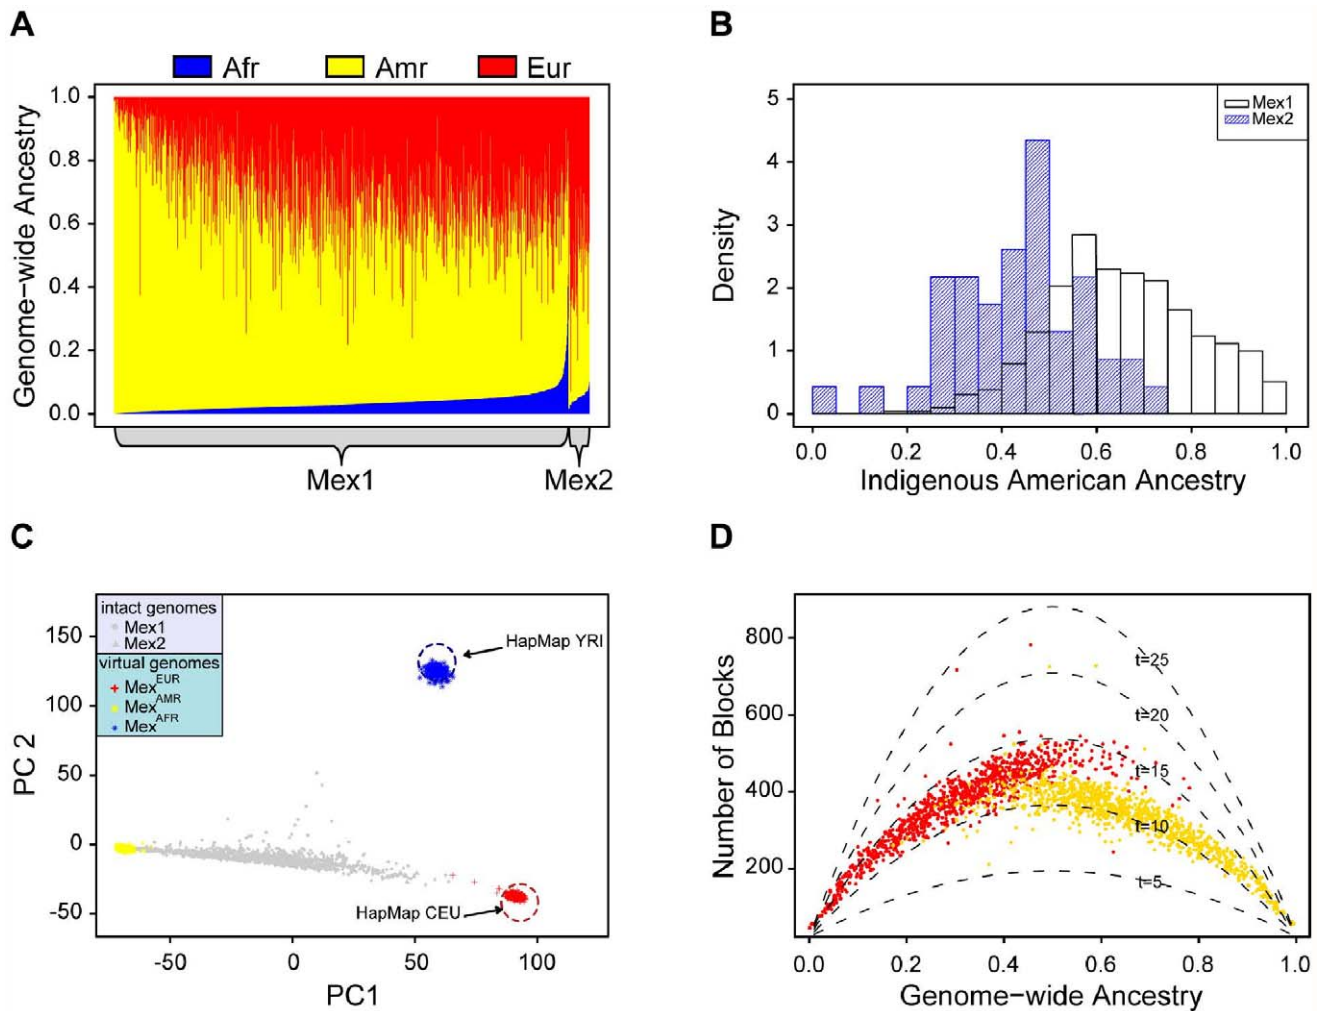 A
Afr Amr Eur
Genome-wide Ancestry
1.0
0.8
0.6
0.4
0.2
0.0
Mex1 Mex2
B
Mex1
Mex2
Density
5
4
3
2
1
0
0.0 0.2 0.4 0.6 0.8 1.0
Indigenous American Ancestry
C
intact genomes
Mex1
Mex2
virtual genomes
Mex^EUR
Mex^AMR
Mex^AFR
HapMap YRI
HapMap CEU
PC 2
150
100
50
0
-50
-50 0 50 100
PC1
D
Number of Blocks
800
600
400
200
t=25
t=20
t=15
t=10
t=5
0.0 0.2 0.4 0.6 0.8 1.0
Genome-wide Ancestry